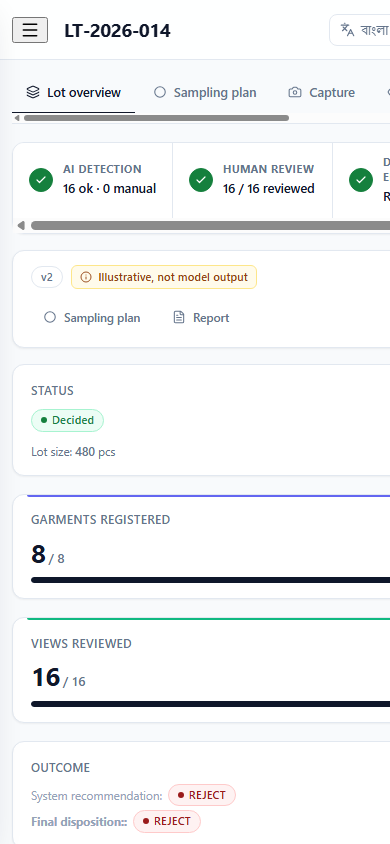 LT-2026-014
বাংলা
Lot overview
Sampling plan
Capture
AI DETECTION
16 ok · 0 manual
HUMAN REVIEW
16 / 16 reviewed
v2
Illustrative, not model output
Sampling plan
Report
STATUS
Decided
Lot size: 480 pcs
GARMENTS REGISTERED
8 / 8
VIEWS REVIEWED
16 / 16
OUTCOME
System recommendation: REJECT
Final disposition:: REJECT